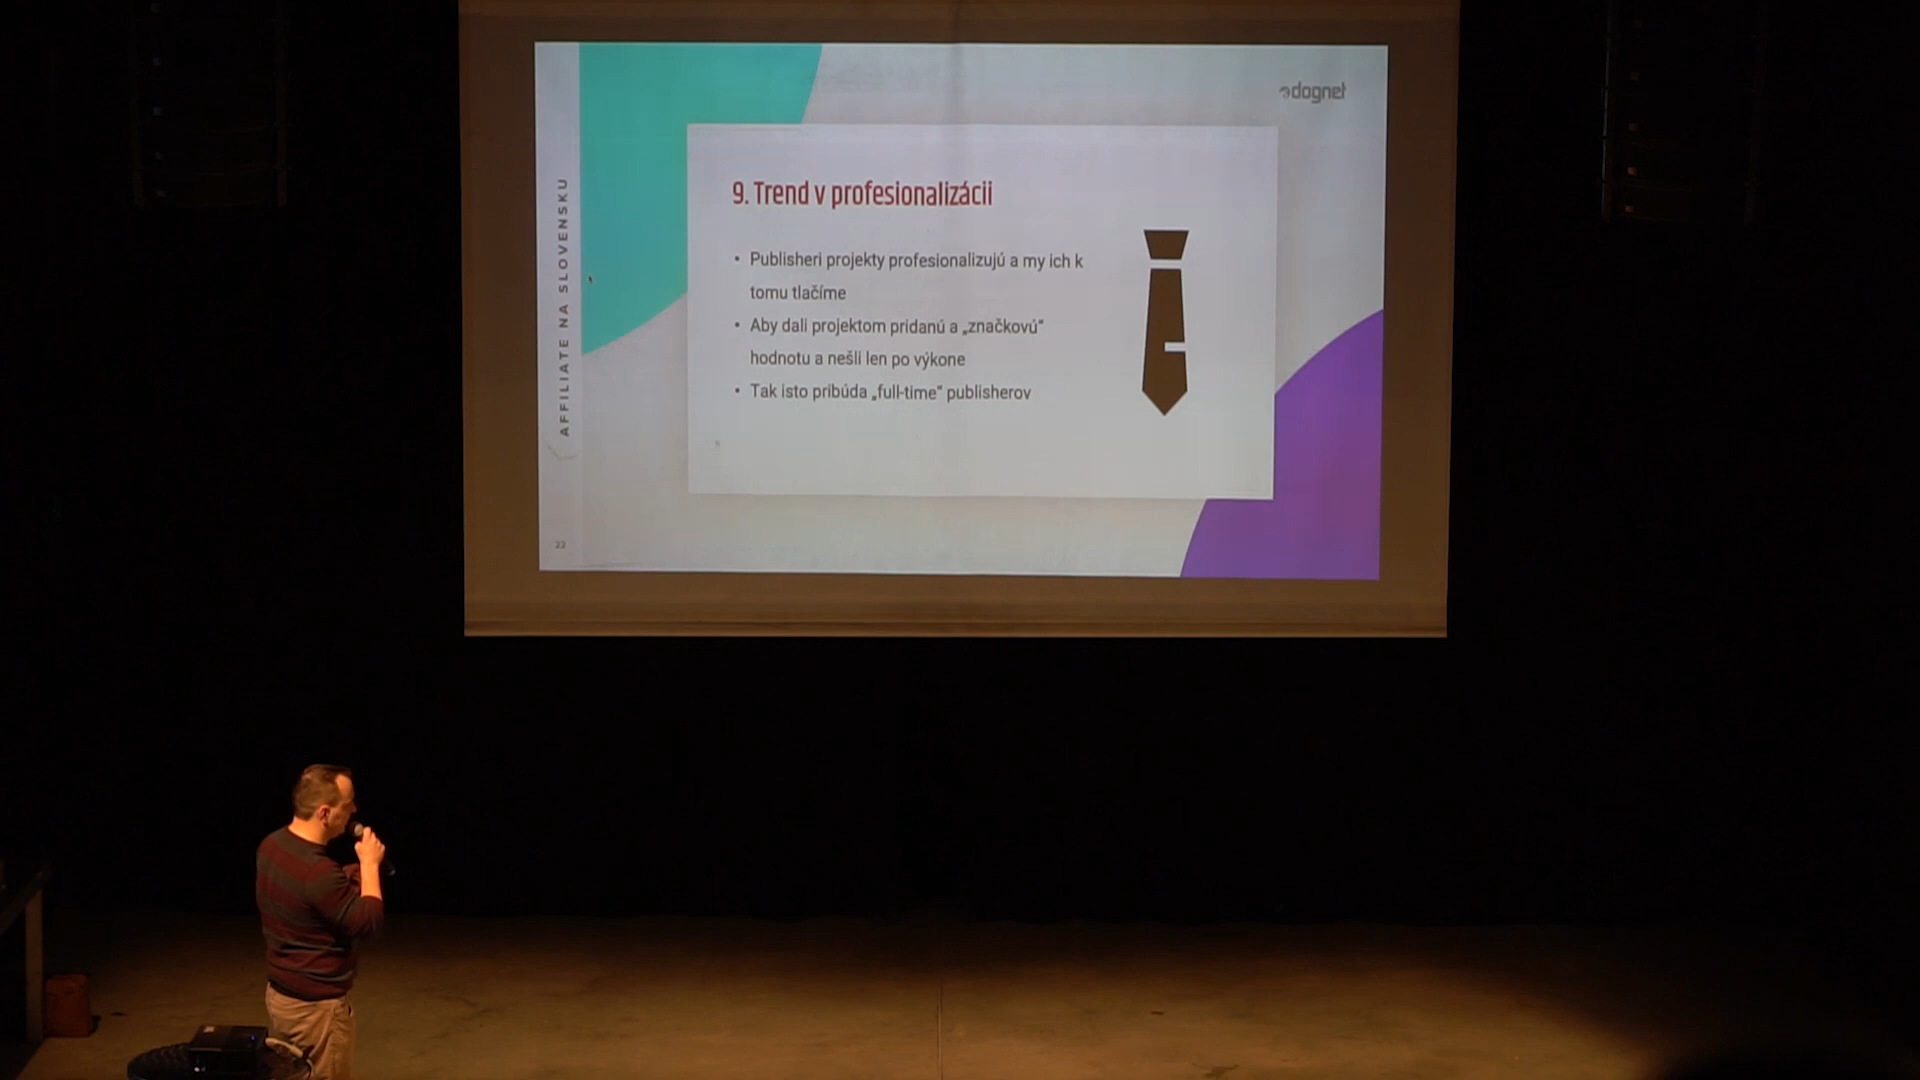 dognet
AFFILIATE NA SLOVENSKU
9. Trend v profesionalizácii
• Publisheri projekty profesionalizujú a my ich k
tomu tlačíme
• Aby dali projektom pridanú a „značkovú“
hodnotu a nešli len po výkone
• Tak isto pribúda „full-time“ publisherov
22